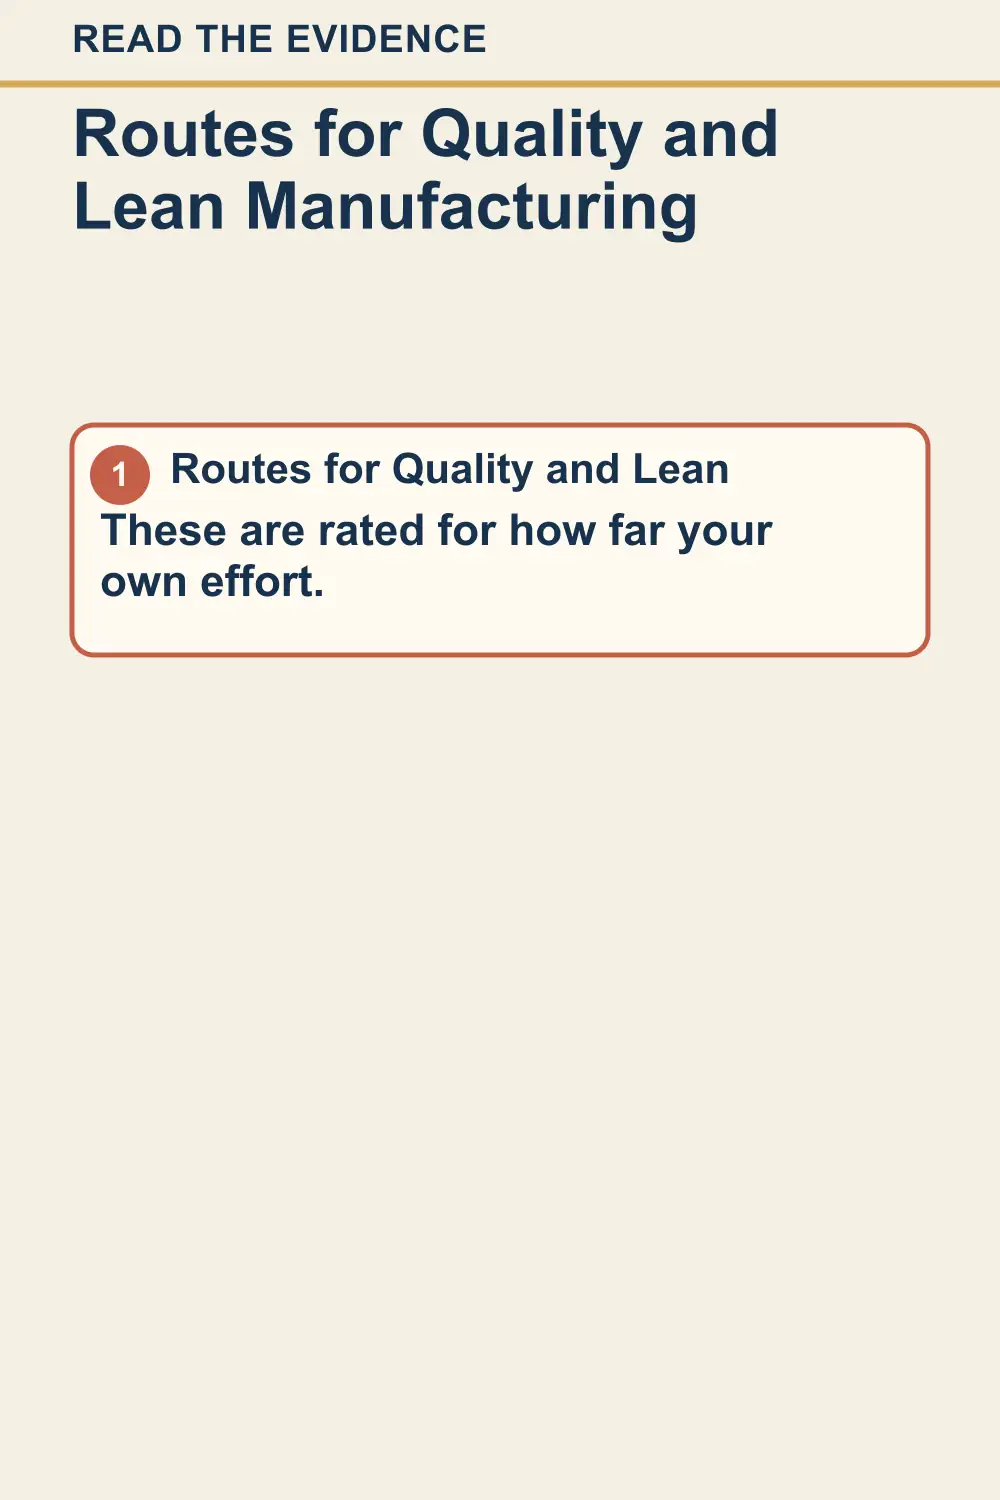 READ THE EVIDENCE
Routes for Quality and
Lean Manufacturing
1 Routes for Quality and Lean
These are rated for how far your
own effort.